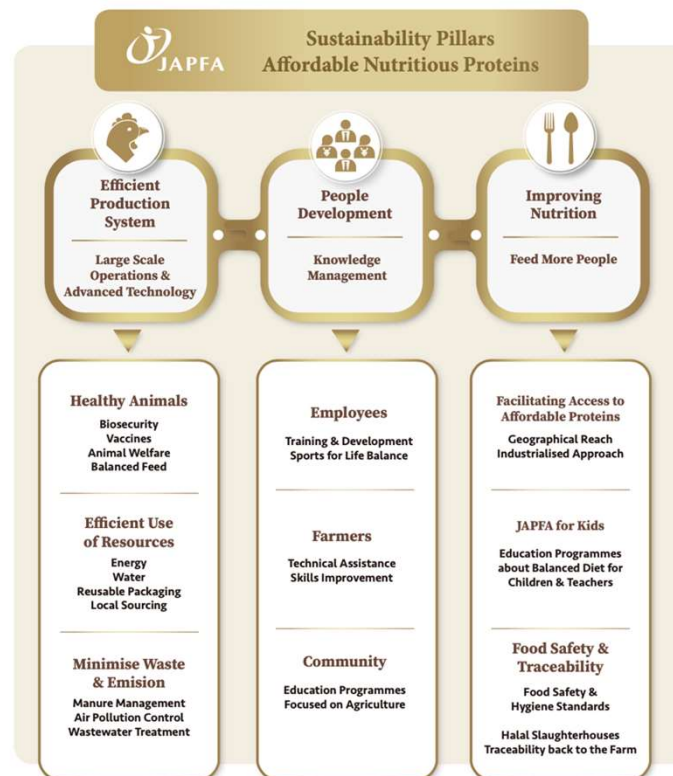 JAPFA
Sustainability Pillars
Affordable Nutritious Proteins
Efficient
Production
System
Large Scale
Operations &
Advanced Technology
People
Development
Knowledge
Management
Improving
Nutrition
Feed More People
Healthy Animals
Biosecurity
Vaccines
Animal Welfare
Balanced Feed
Efficient Use
of Resources
Energy
Water
Reusable Packaging
Local Sourcing
Minimise Waste
& Emision
Manure Management
Air Pollution Control
Wastewater Treatment
Employees
Training & Development
Sports for Life Balance
Farmers
Technical Assistance
Skills Improvement
Community
Education Programmes
Focused on Agriculture
Facilitating Access to
Affordable Proteins
Geographical Reach
Industrialised Approach
JAPFA for Kids
Education Programmes
about Balanced Diet for
Children & Teachers
Food Safety &
Traceability
Food Safety &
Hygiene Standards
Halal Slaughterhouses
Traceability back to the Farm